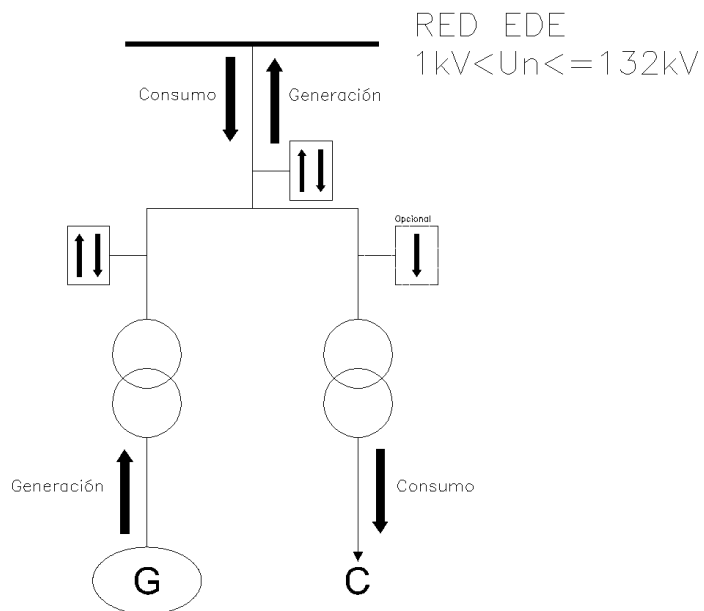 RED EDE
1kV<Un<=132kV
Consumo
Generación
Opcional
Generación
Consumo
G
C